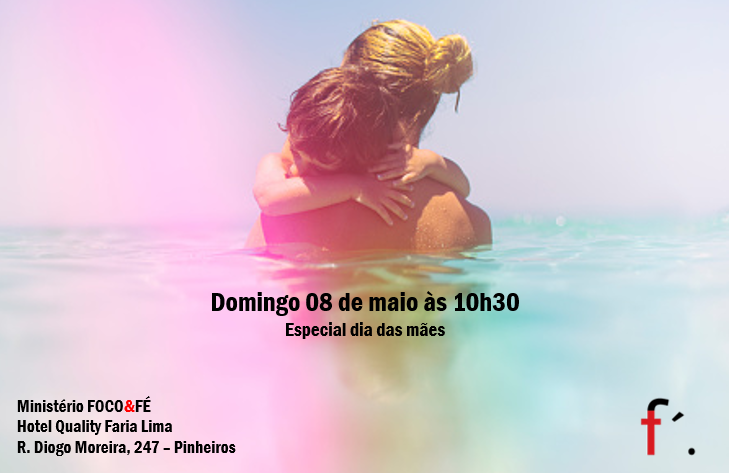 Domingo 08 de maio às 10h30
Especial dia das mães
Ministério FOCO&FÉ
Hotel Quality Faria Lima
R. Diogo Moreira, 247 – Pinheiros
f´.